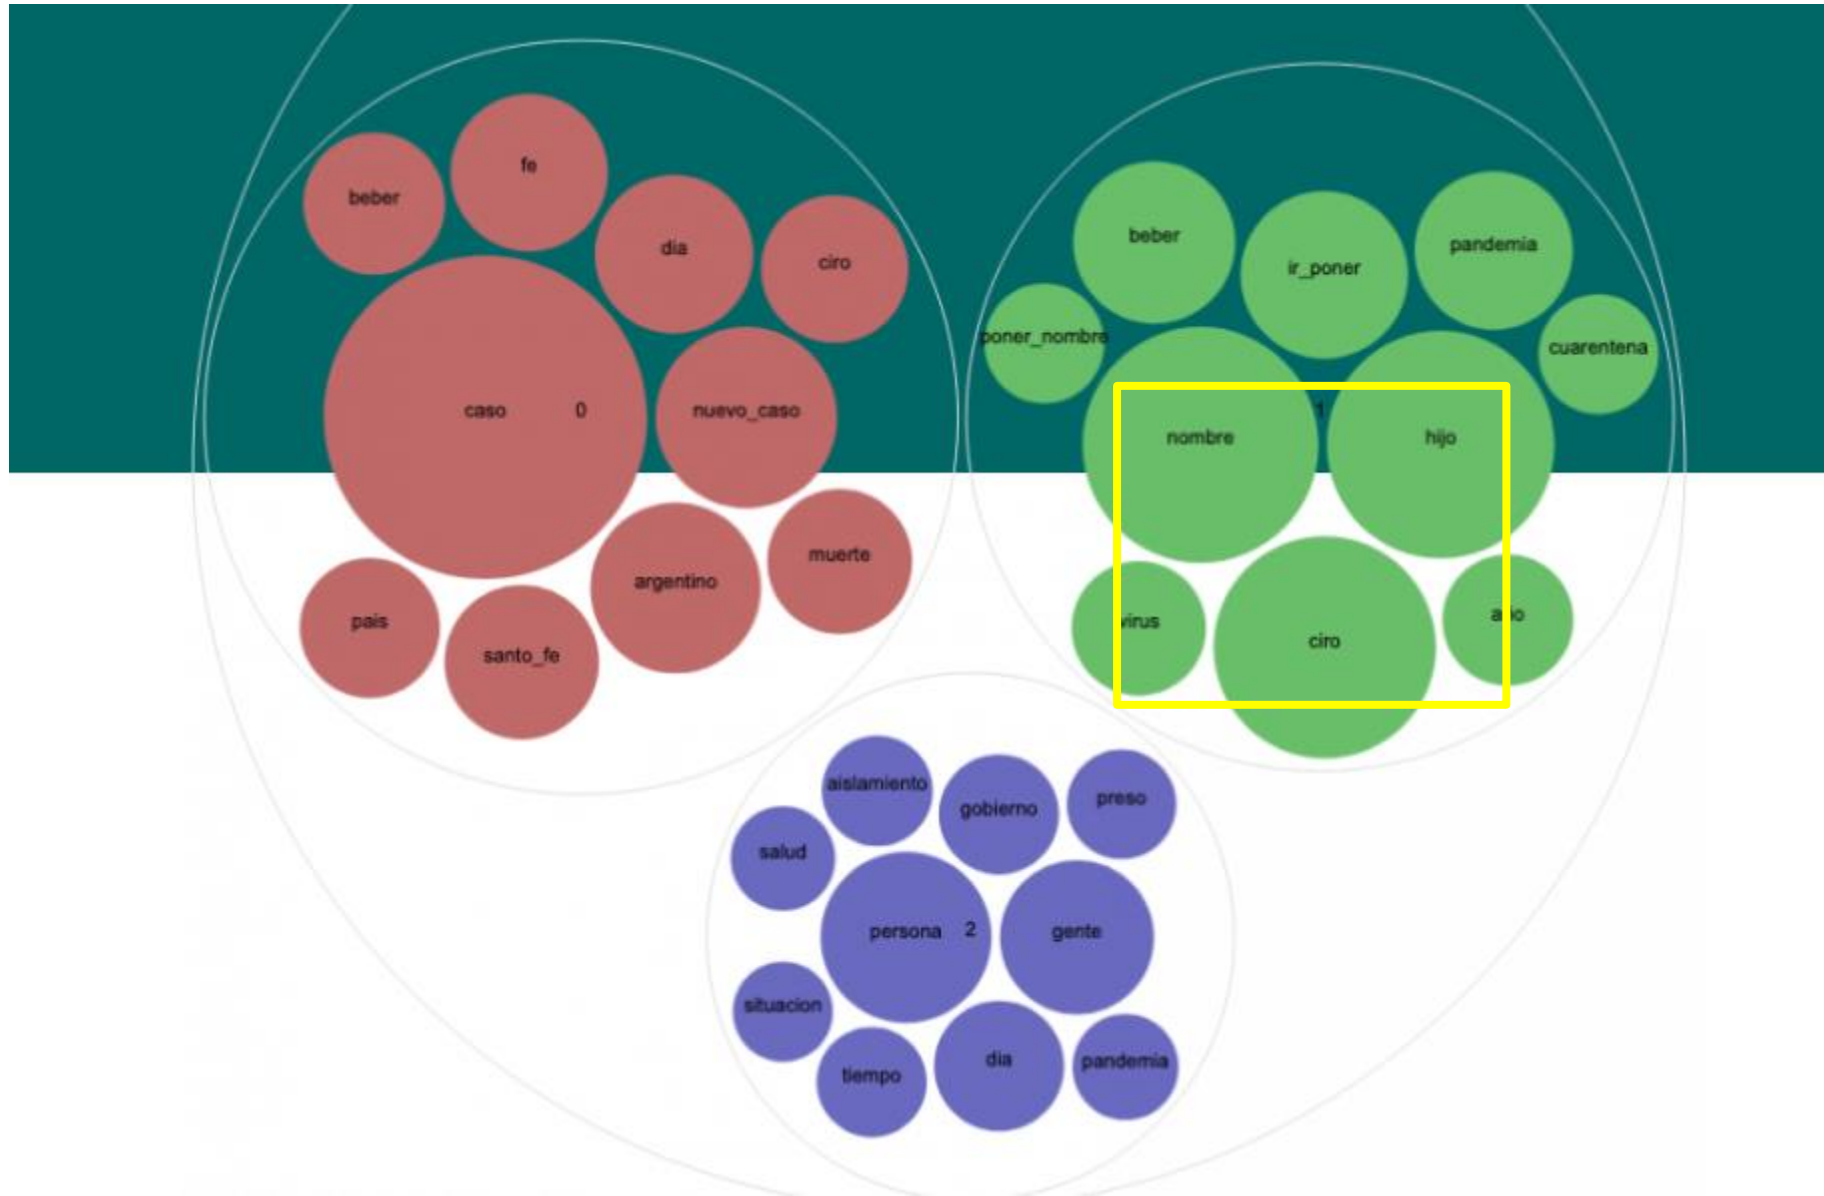 fe
beber
dia
ciro
caso
0
nuevo_caso
muerte
argentino
pais
santo_fe
beber
pandemia
ir_poner
poner_nombre
cuarentena
1
nombre
hijo
virus
ciro
aislamiento
preso
gobierno
salud
persona
2
gente
situacion
dia
pandemia
tiempo